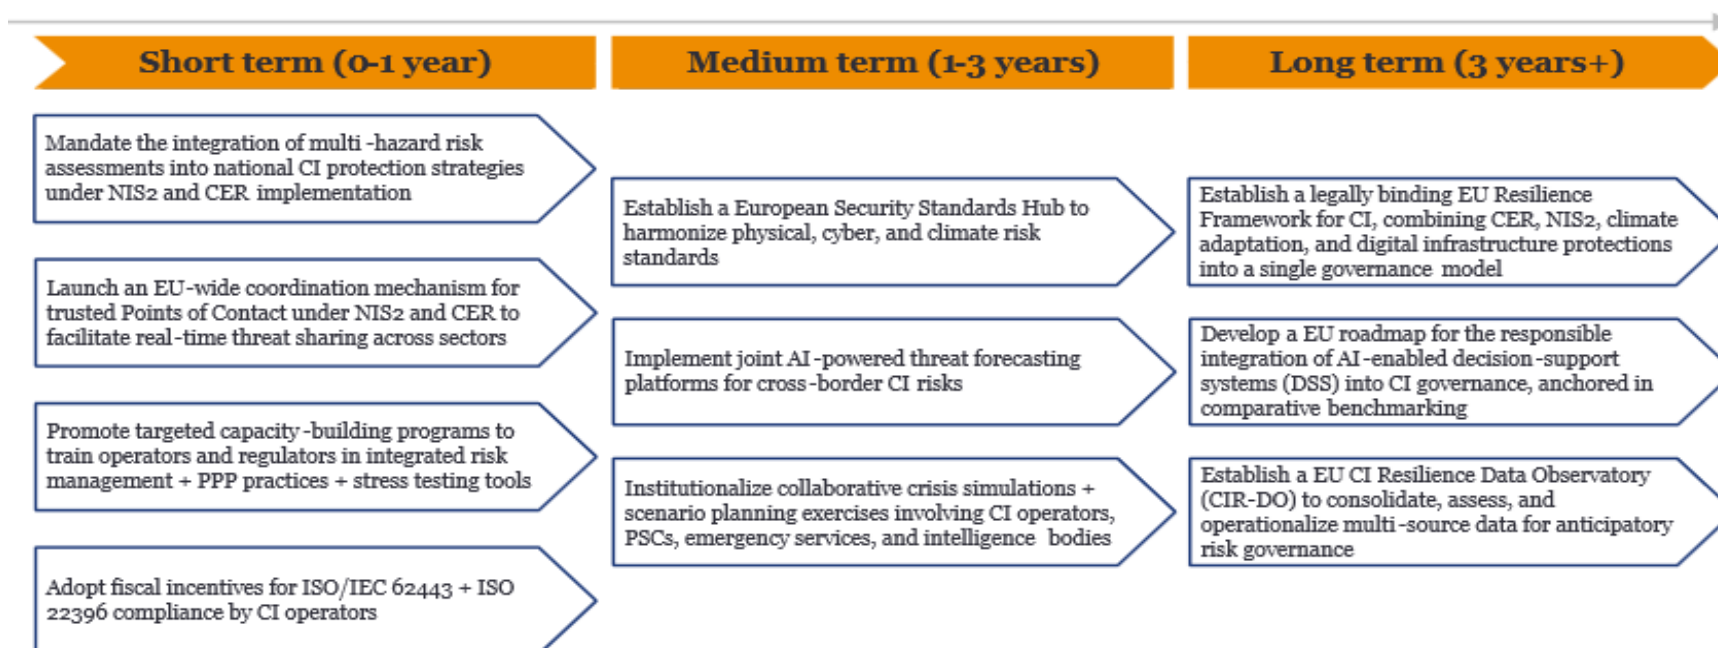 Short term (0-1 year)
Mandate the integration of multi -hazard risk
assessments into national CI protection strategies
under NIS2 and CER implementation
Launch an EU-wide coordination mechanism for
trusted Points of Contact under NIS2 and CER to
facilitate real-time threat sharing across sectors
Promote targeted capacity-building programs to
train operators and regulators in integrated risk
management + PPP practices + stress testing tools
Adopt fiscal incentives for ISO/IEC 62443 + ISO
22396 compliance by CI operators
Medium term (1-3 years)
Establish a European Security Standards Hub to
harmonize physical, cyber, and climate risk
standards
Implement joint AI-powered threat forecasting
platforms for cross-border CI risks
Institutionalize collaborative crisis simulations +
scenario planning exercises involving CI operators,
PSCs, emergency services, and intelligence bodies
Long term (3 years+)
Establish a legally binding EU Resilience
Framework for CI, combining CER, NIS2, climate
adaptation, and digital infrastructure protections
into a single governance model
Develop a EU roadmap for the responsible
integration of AI-enabled decision-support
systems (DSS) into CI governance, anchored in
comparative benchmarking
Establish a EU CI Resilience Data Observatory
(CIR-DO) to consolidate, assess, and
operationalize multi-source data for anticipatory
risk governance